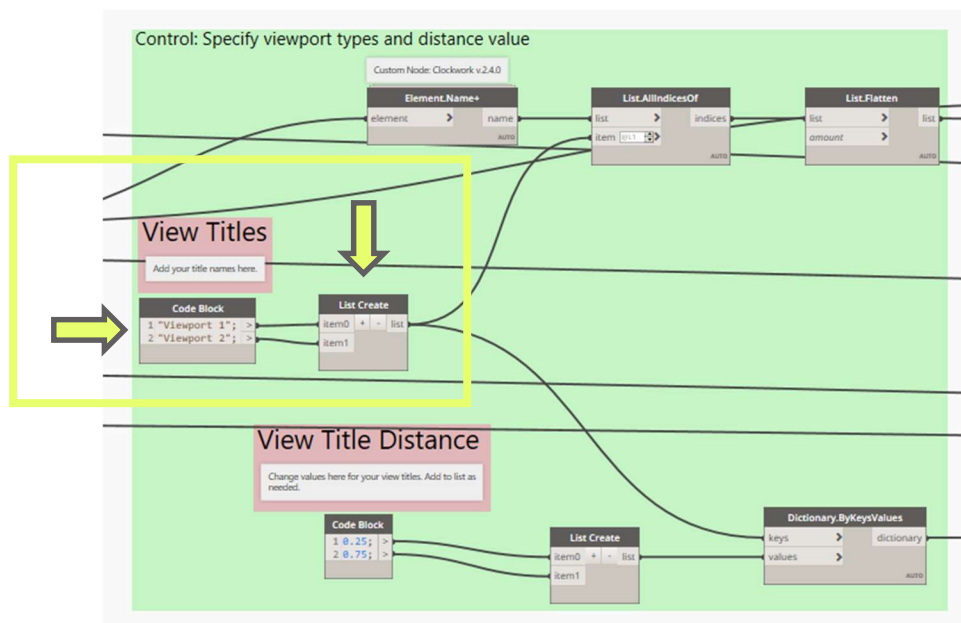 Control: Specify viewport types and distance value
Custom Node: Clockwork v.2.4.0
Element.Name+
element > name
AUTO
List.AllIndicesOf
list > indices
item @L1 >
AUTO
List.Flatten
list > list
amount >
AUTO
View Titles
Add your title names here.
Code Block
1 "Viewport 1"; >
2 "Viewport 2"; >
List Create
item0 + - list
item1
View Title Distance
Change values here for your view titles. Add to list as
needed.
Code Block
1 0.25; >
2 0.75; >
List Create
item0 + - list
item1
Dictionary.ByKeysValues
keys > dictionary
values >
AUTO